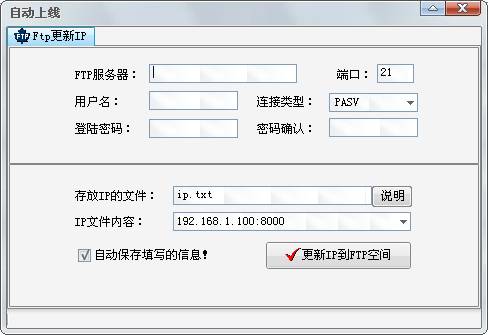 自动上线
Ftp更新IP
FTP服务器： 端口： 21
用户名： 连接类型： PASV
登陆密码： 密码确认：
存放IP的文件： ip.txt 说明
IP文件内容： 192.168.1.100:8000
自动保存填写的信息！ 更新IP到FTP空间